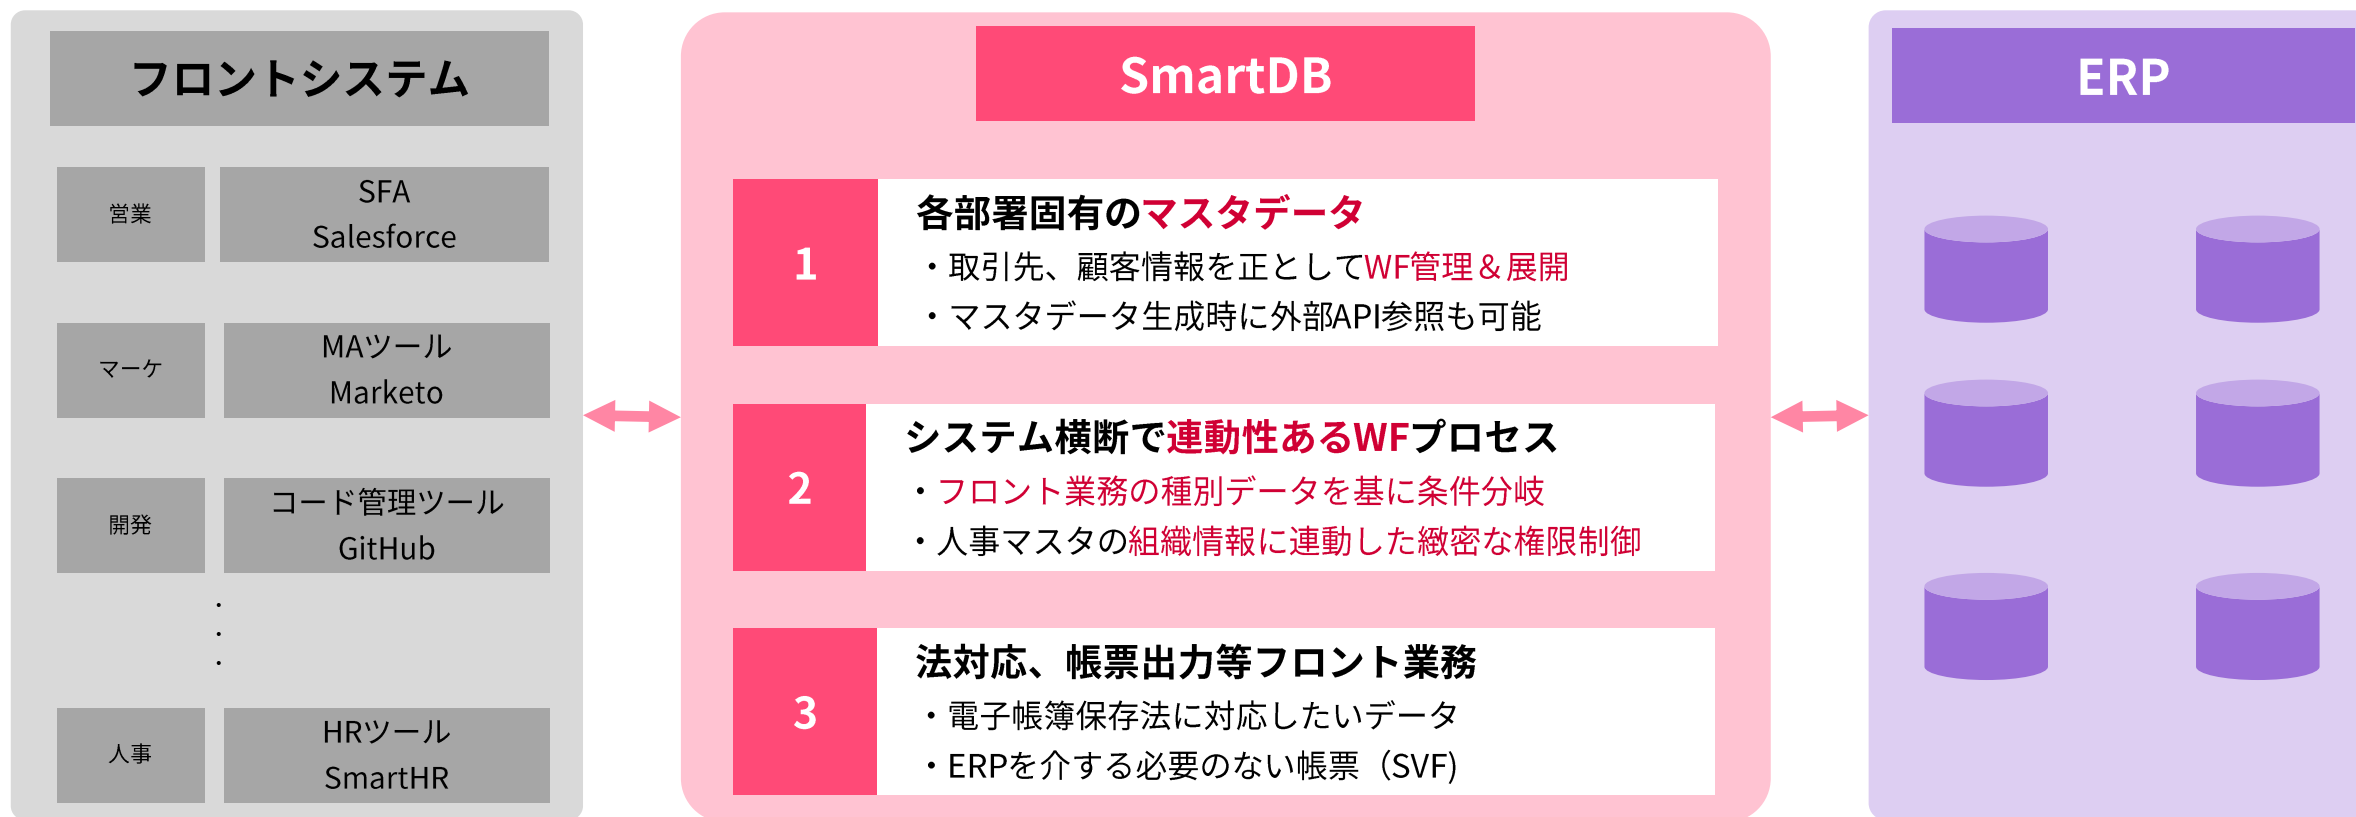 フロントシステム
営業
SFA
Salesforce
マーケ
MAツール
Marketo
開発
コード管理ツール
GitHub
・
・
・
人事
HRツール
SmartHR
SmartDB
1
各部署固有のマスタデータ
・取引先、顧客情報を正としてWF管理＆展開
・マスタデータ生成時に外部API参照も可能
2
システム横断で連動性あるWFプロセス
・フロント業務の種別データを基に条件分岐
・人事マスタの組織情報に連動した緻密な権限制御
3
法対応、帳票出力等フロント業務
・電子帳簿保存法に対応したいデータ
・ERPを介する必要のない帳票（SVF)
ERP